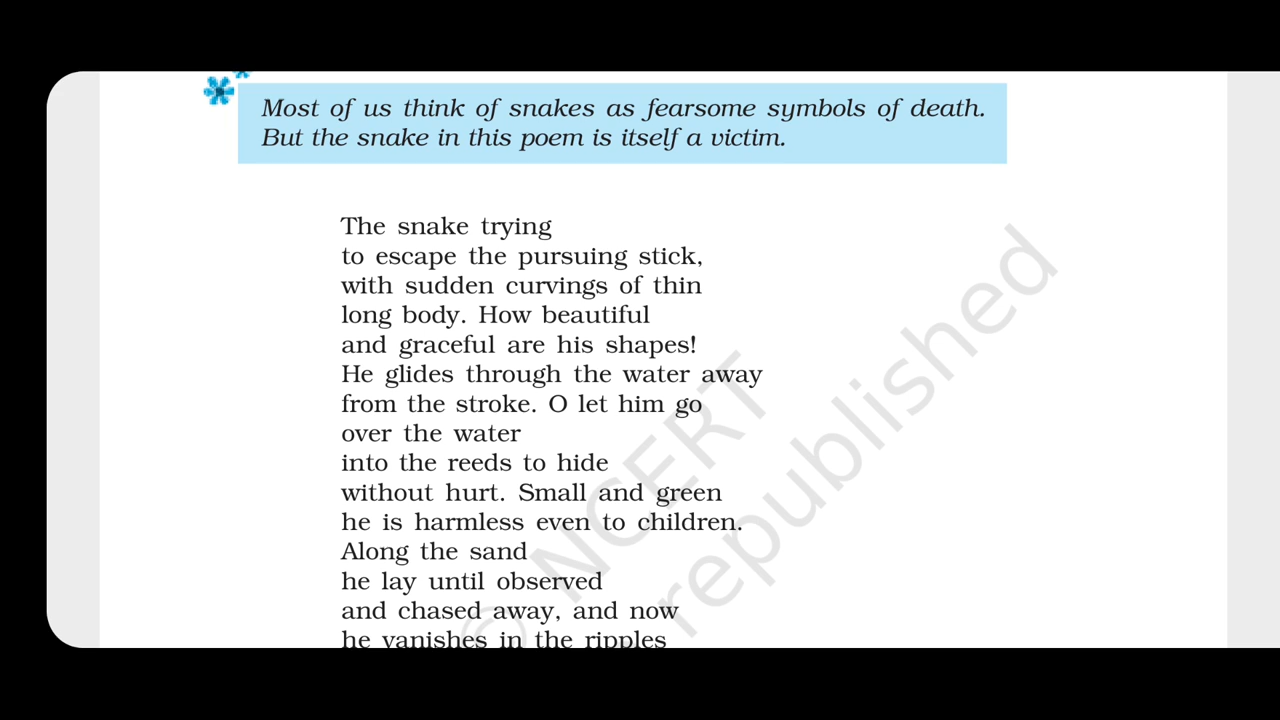 Most of us think of snakes as fearsome symbols of death.
But the snake in this poem is itself a victim.
The snake trying
to escape the pursuing stick,
with sudden curvings of thin
long body. How beautiful
and graceful are his shapes!
He glides through the water away
from the stroke. O let him go
over the water
into the reeds to hide
without hurt. Small and green
he is harmless even to children.
Along the sand
he lay until observed
and chased away, and now
he vanishes in the ripples
© NCERT
republished